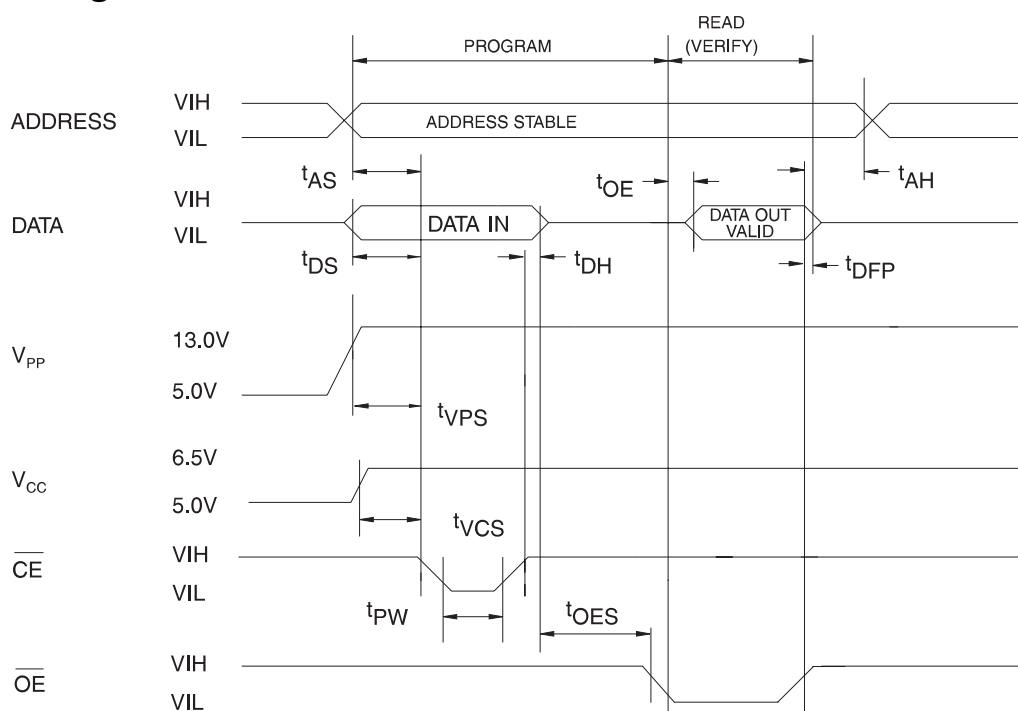 READ
PROGRAM (VERIFY)
ADDRESS VIH
VIL
ADDRESS STABLE
tAS tOE tAH
DATA VIH
VIL
DATA IN
DATA OUT
VALID
tDS tDH tDFP
VPP 13.0V
5.0V
tVPS
VCC 6.5V
5.0V
tVCS
CE VIH
VIL
tPW tOES
OE VIH
VIL